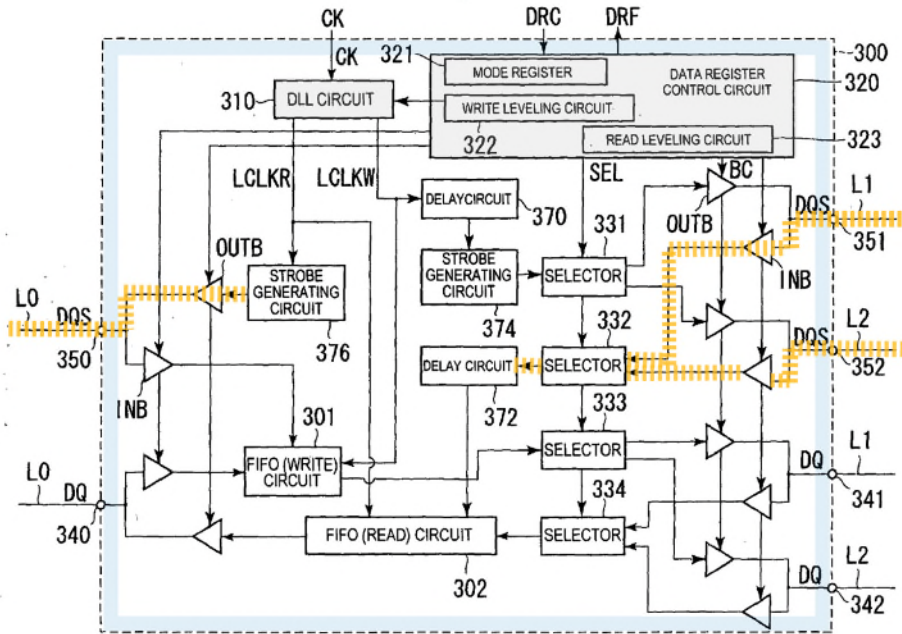 CK
DRC
DRF
CK
321
MODE REGISTER
DATA REGISTER
CONTROL CIRCUIT
300
320
310
DLL CIRCUIT
WRITE LEVELING CIRCUIT
322
READ LEVELING CIRCUIT
323
LCLKR
LCLKW
SEL
BC
DELAYCIRCUIT
370
OUTB
DQS
L1
351
331
OUTB
STROBE
GENERATING
CIRCUIT
376
STROBE
GENERATING
CIRCUIT
374
SELECTOR
INB
L0
DQS
350
332
DQS
L2
352
DELAY CIRCUIT
372
SELECTOR
INB
301
333
FIFO (WRITE)
CIRCUIT
SELECTOR
L0
DQ
340
334
DQ
L1
341
FIFO (READ) CIRCUIT
302
SELECTOR
DQ
L2
342